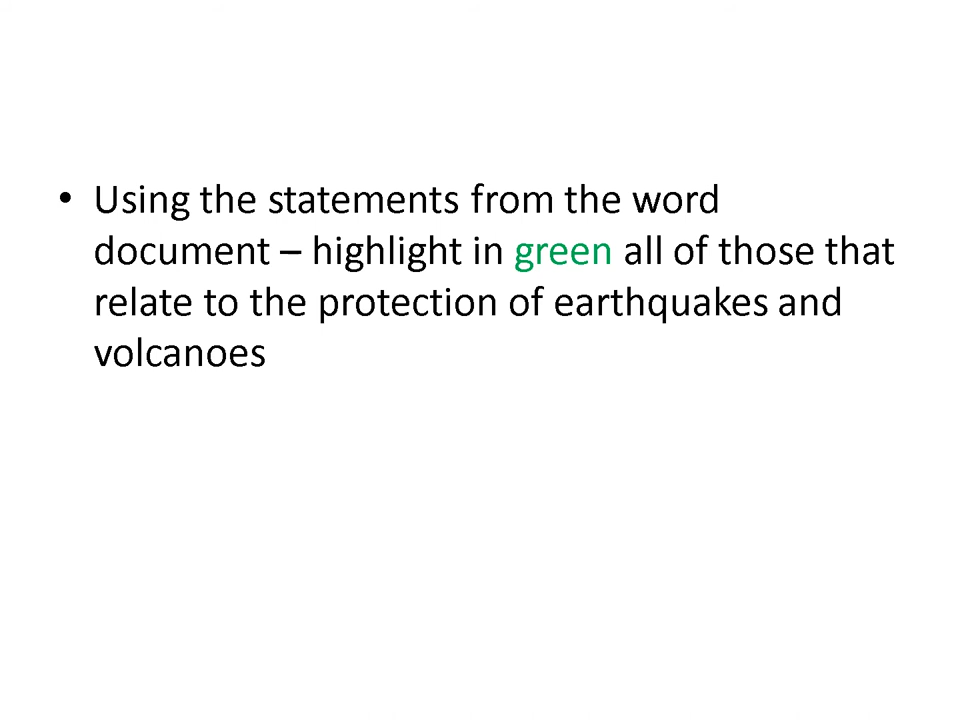 • Using the statements from the word
document – highlight in green all of those that
relate to the protection of earthquakes and
volcanoes